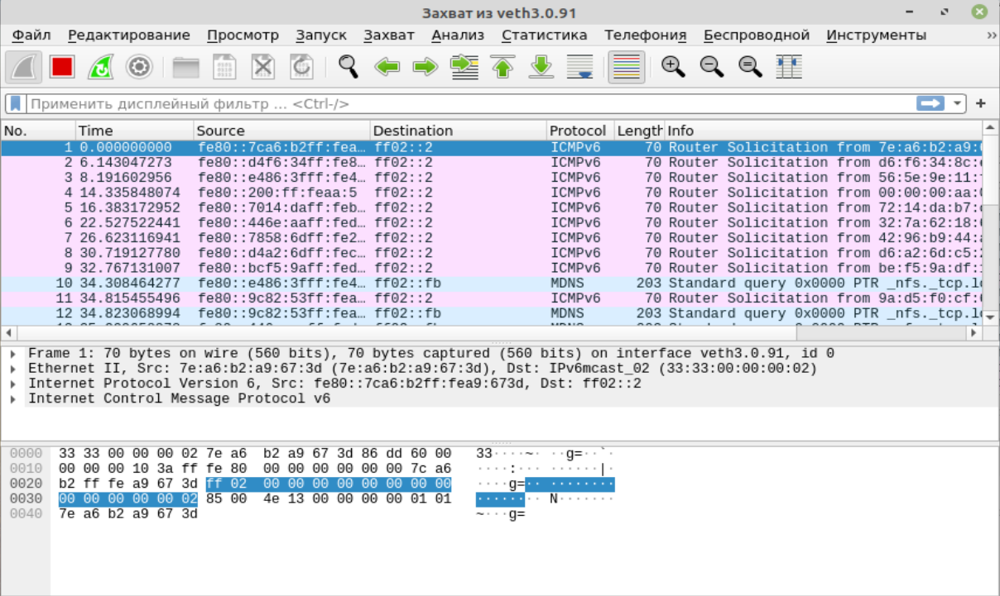 Захват из veth3.0.91
Файл Редактирование Просмотр Запуск Захват Анализ Статистика Телефония Беспроводной Инструменты »
Применить дисплейный фильтр ... <Ctrl-/>
No. Time Source Destination Protocol Length Info
1 0.000000000 fe80::7ca6:b2ff:fea… ff02::2 ICMPv6 70 Router Solicitation from 7e:a6:b2:a9:
2 6.143047273 fe80::d4f6:34ff:fe8… ff02::2 ICMPv6 70 Router Solicitation from d6:f6:34:8c:
3 8.191602956 fe80::e486:3fff:fe4… ff02::2 ICMPv6 70 Router Solicitation from 56:5e:9e:11:
4 14.335848074 fe80::200:ff:feaa:5 ff02::2 ICMPv6 70 Router Solicitation from 00:00:00:aa:
5 16.383172952 fe80::7014:daff:feb… ff02::2 ICMPv6 70 Router Solicitation from 72:14:da:b7:
6 22.527522441 fe80::446e:aaff:fed… ff02::2 ICMPv6 70 Router Solicitation from 32:7a:62:18:
7 26.623116941 fe80::7858:6dff:fe2… ff02::2 ICMPv6 70 Router Solicitation from 42:96:b9:44:
8 30.719127780 fe80::d4a2:6dff:fec… ff02::2 ICMPv6 70 Router Solicitation from d6:a2:6d:c5:
9 32.767131007 fe80::bcf5:9aff:fed… ff02::2 ICMPv6 70 Router Solicitation from be:f5:9a:df:
10 34.308464277 fe80::e486:3fff:fe4… ff02::fb MDNS 203 Standard query 0x0000 PTR _nfs._tcp.l
11 34.815455496 fe80::9c82:53ff:fea… ff02::2 ICMPv6 70 Router Solicitation from 9a:d5:f0:cf:
12 34.823068994 fe80::9c82:53ff:fea… ff02::fb MDNS 203 Standard query 0x0000 PTR _nfs._tcp.l
Frame 1: 70 bytes on wire (560 bits), 70 bytes captured (560 bits) on interface veth3.0.91, id 0
Ethernet II, Src: 7e:a6:b2:a9:67:3d (7e:a6:b2:a9:67:3d), Dst: IPv6mcast_02 (33:33:00:00:00:02)
Internet Protocol Version 6, Src: fe80::7ca6:b2ff:fea9:673d, Dst: ff02::2
Internet Control Message Protocol v6
0000 33 33 00 00 00 02 7e a6 b2 a9 67 3d 86 dd 60 00 33····~· ··g=··`·
0010 00 00 00 10 3a ff fe 80 00 00 00 00 00 00 7c a6 ····:··· ······|·
0020 b2 ff fe a9 67 3d ff 02 00 00 00 00 00 00 00 00 ····g=·· ········
0030 00 00 00 00 00 02 85 00 4e 13 00 00 00 00 01 01 ········ N·······
0040 7e a6 b2 a9 67 3d ~···g=